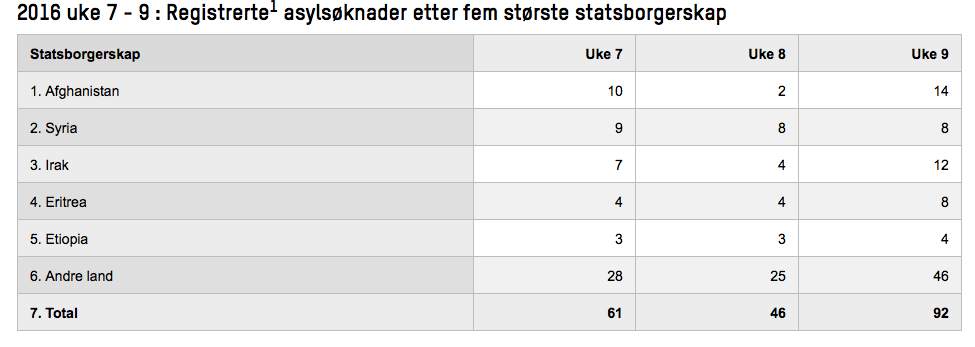 2016 uke 7 - 9 : Registrerte¹ asylsøknader etter fem største statsborgerskap
Statsborgerskap Uke 7 Uke 8 Uke 9
1. Afghanistan 10 2 14
2. Syria 9 8 8
3. Irak 7 4 12
4. Eritrea 4 4 8
5. Etiopia 3 3 4
6. Andre land 28 25 46
7. Total 61 46 92